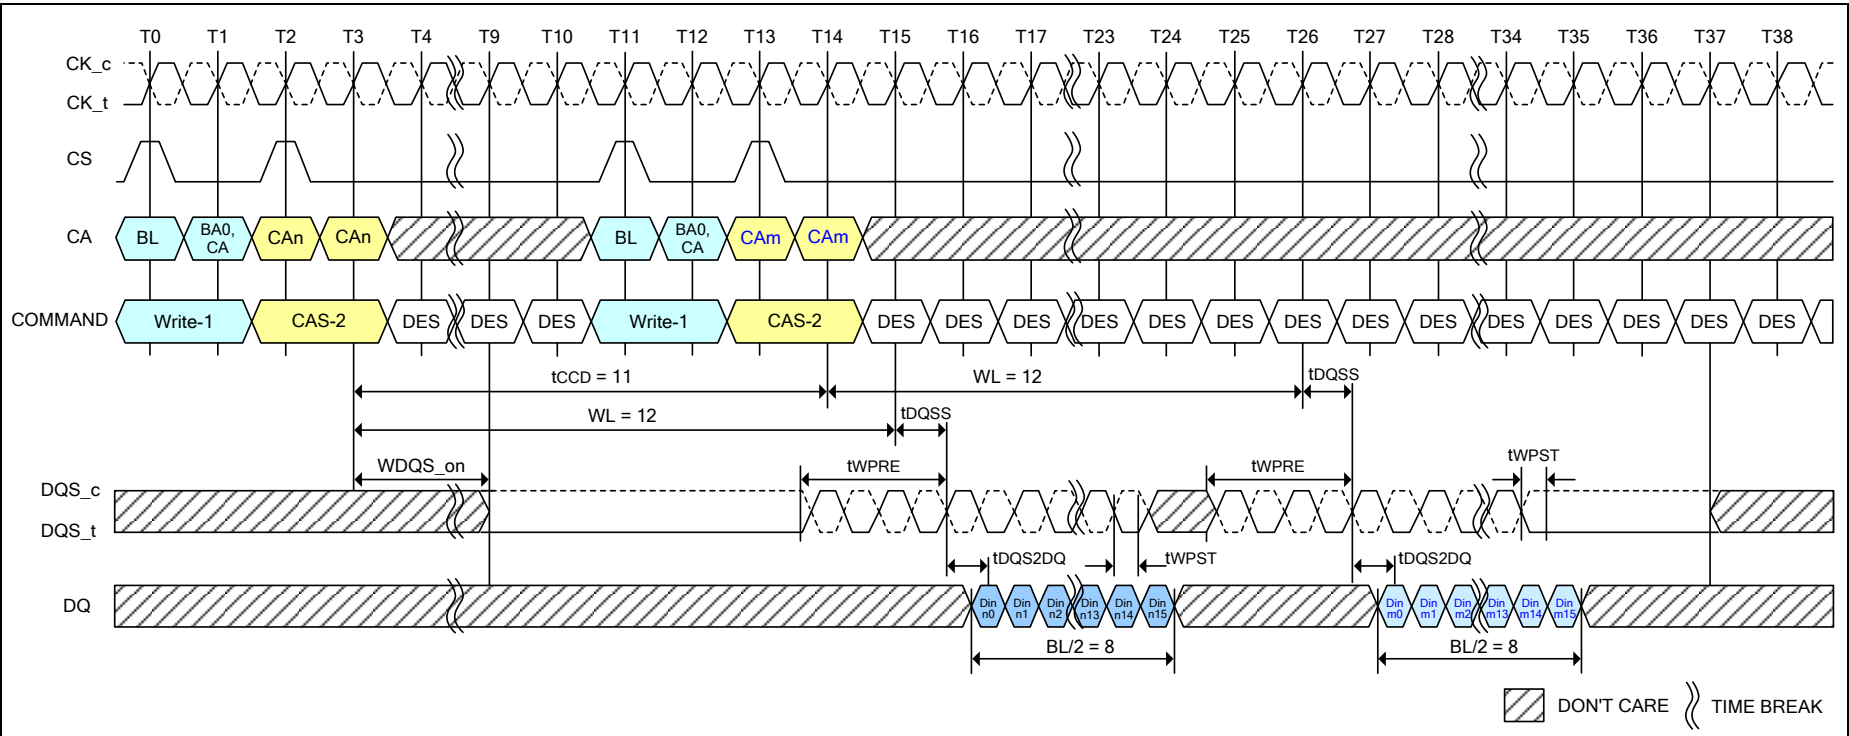 T0 T1 T2 T3 T4 T9 T10 T11 T12 T13 T14 T15 T16 T17 T23 T24 T25 T26 T27 T28 T34 T35 T36 T37 T38
CK_c
CK_t
CS
CA BL BA0, CA CAn CAn BL BA0, CA CAm CAm
COMMAND Write-1 CAS-2 DES DES DES Write-1 CAS-2 DES DES DES DES DES DES DES DES DES DES DES DES DES DES
tCCD = 11 WL = 12 tDQSS
WL = 12 tDQSS
WDQS_on tWPRE tWPRE tWPST
DQS_c
DQS_t
tDQS2DQ tWPST tDQS2DQ
DQ Din n0 Din n1 Din n2 Din n13 Din n14 Din n15 Din m0 Din m1 Din m2 Din m13 Din m14 Din m15
BL/2 = 8 BL/2 = 8
DON'T CARE TIME BREAK